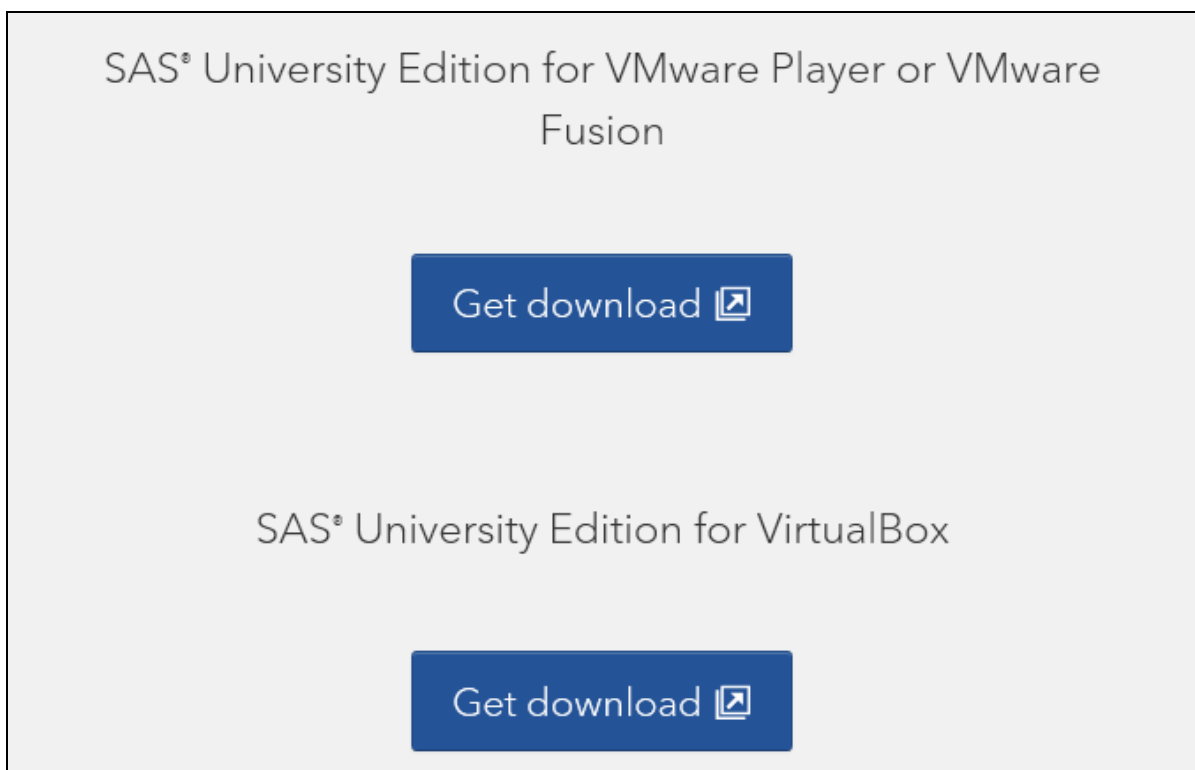 SAS® University Edition for VMware Player or VMware
Fusion
Get download
SAS® University Edition for VirtualBox
Get download